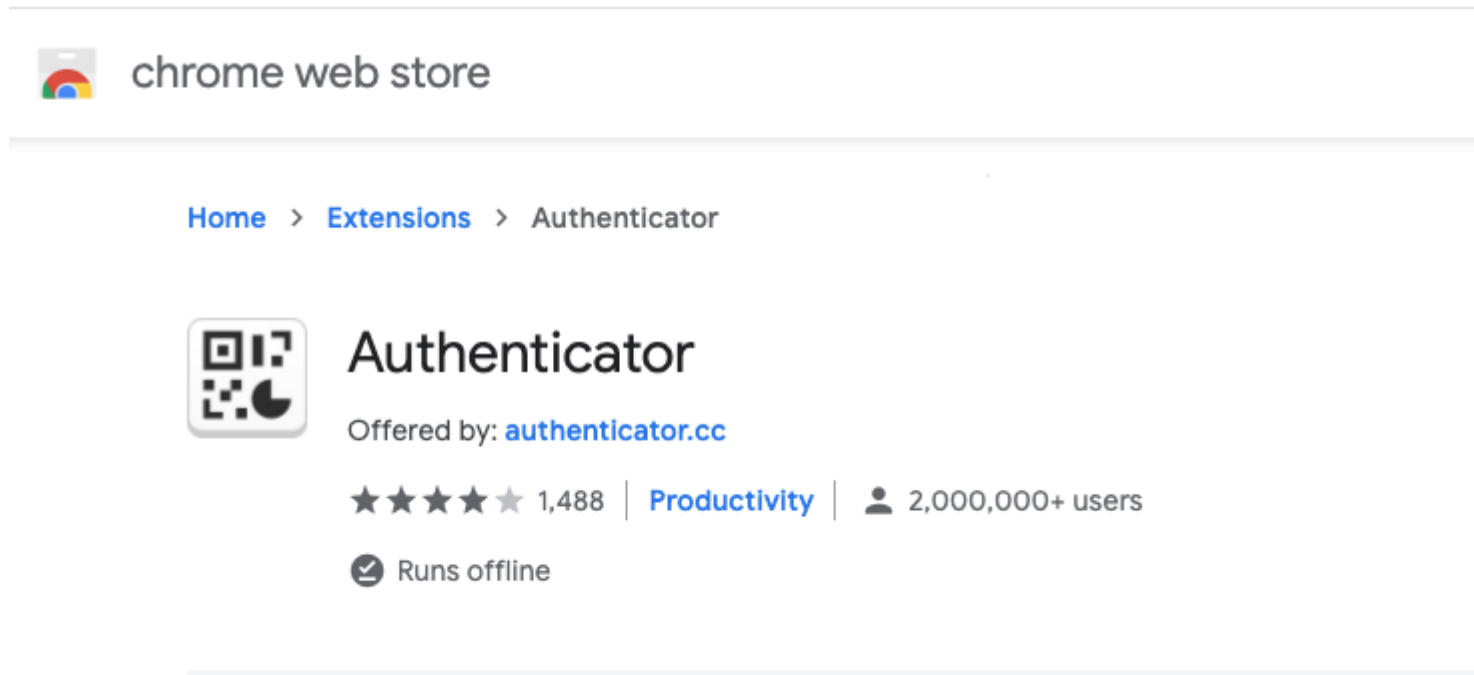 chrome web store
Home > Extensions > Authenticator
Authenticator
Offered by: authenticator.cc
1,488 | Productivity | 2,000,000+ users
Runs offline